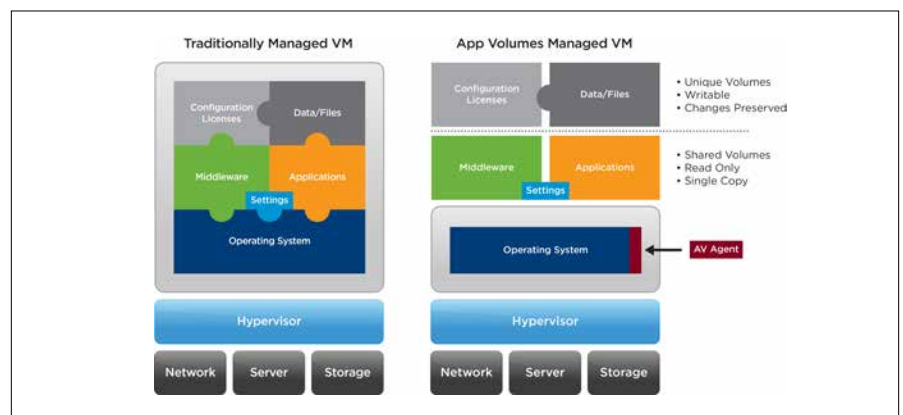 Traditionally Managed VM
Configuration
Licenses
Data/Files
Middleware
Applications
Settings
Operating System
Hypervisor
Network
Server
Storage
App Volumes Managed VM
Configuration
Licenses
Data/Files
• Unique Volumes
• Writable
• Changes Preserved
Middleware
Applications
Settings
• Shared Volumes
• Read Only
• Single Copy
Operating System
AV Agent
Hypervisor
Network
Server
Storage